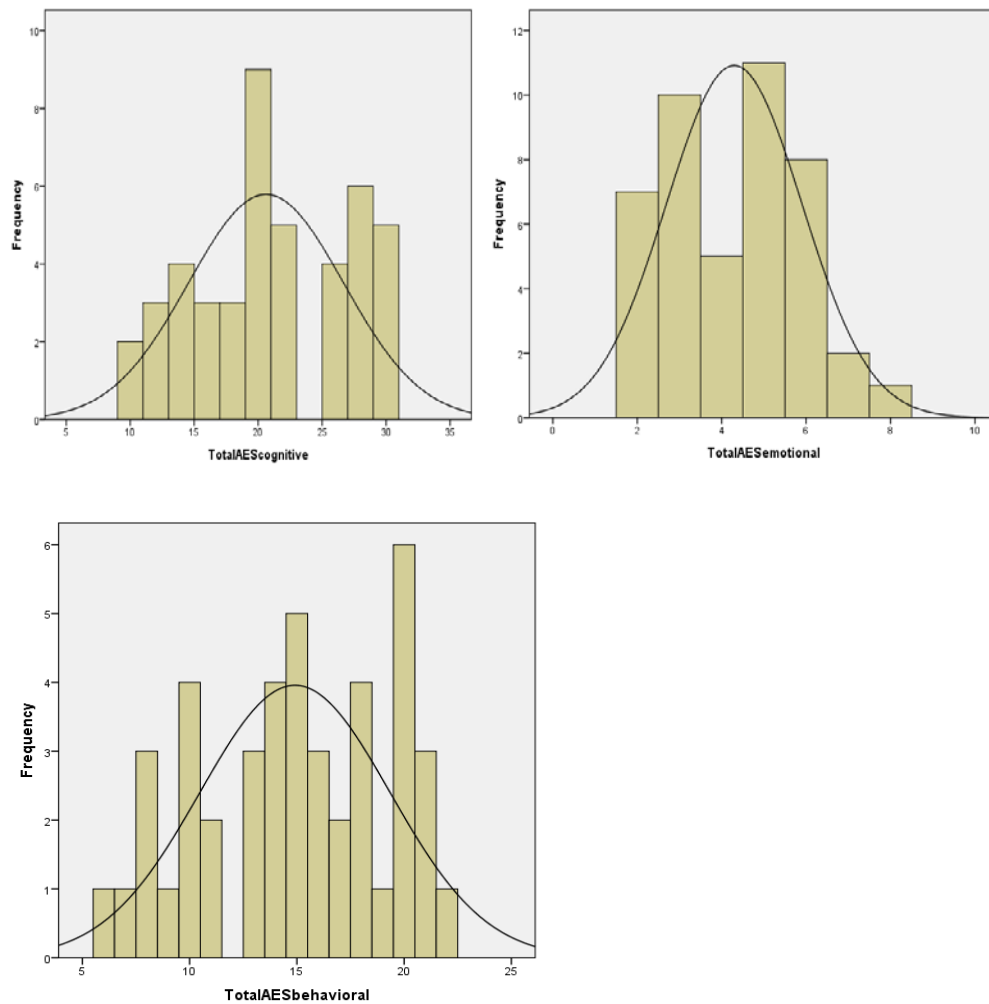 10
8
6
4
2
0
Frequency
5 10 15 20 25 30 35
TotalAEScognitive
12
10
8
6
4
2
0
Frequency
0 2 4 6 8 10
TotalAESemotional
6
5
4
3
2
1
0
Frequency
5 10 15 20 25
TotalAESbehavioral